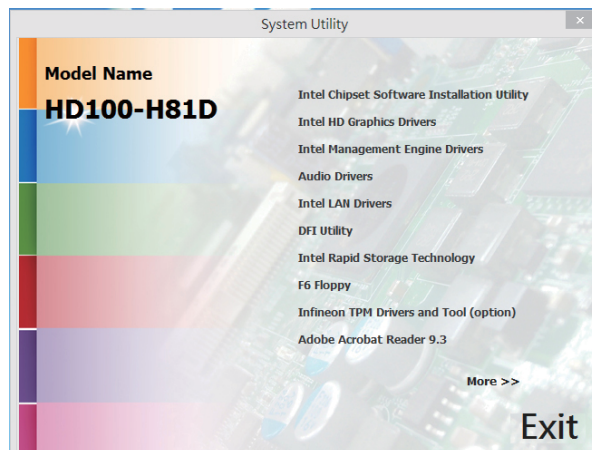 System Utility
Model Name
HD100-H81D
Intel Chipset Software Installation Utility
Intel HD Graphics Drivers
Intel Management Engine Drivers
Audio Drivers
Intel LAN Drivers
DFI Utility
Intel Rapid Storage Technology
F6 Floppy
Infineon TPM Drivers and Tool (option)
Adobe Acrobat Reader 9.3
More >>
Exit